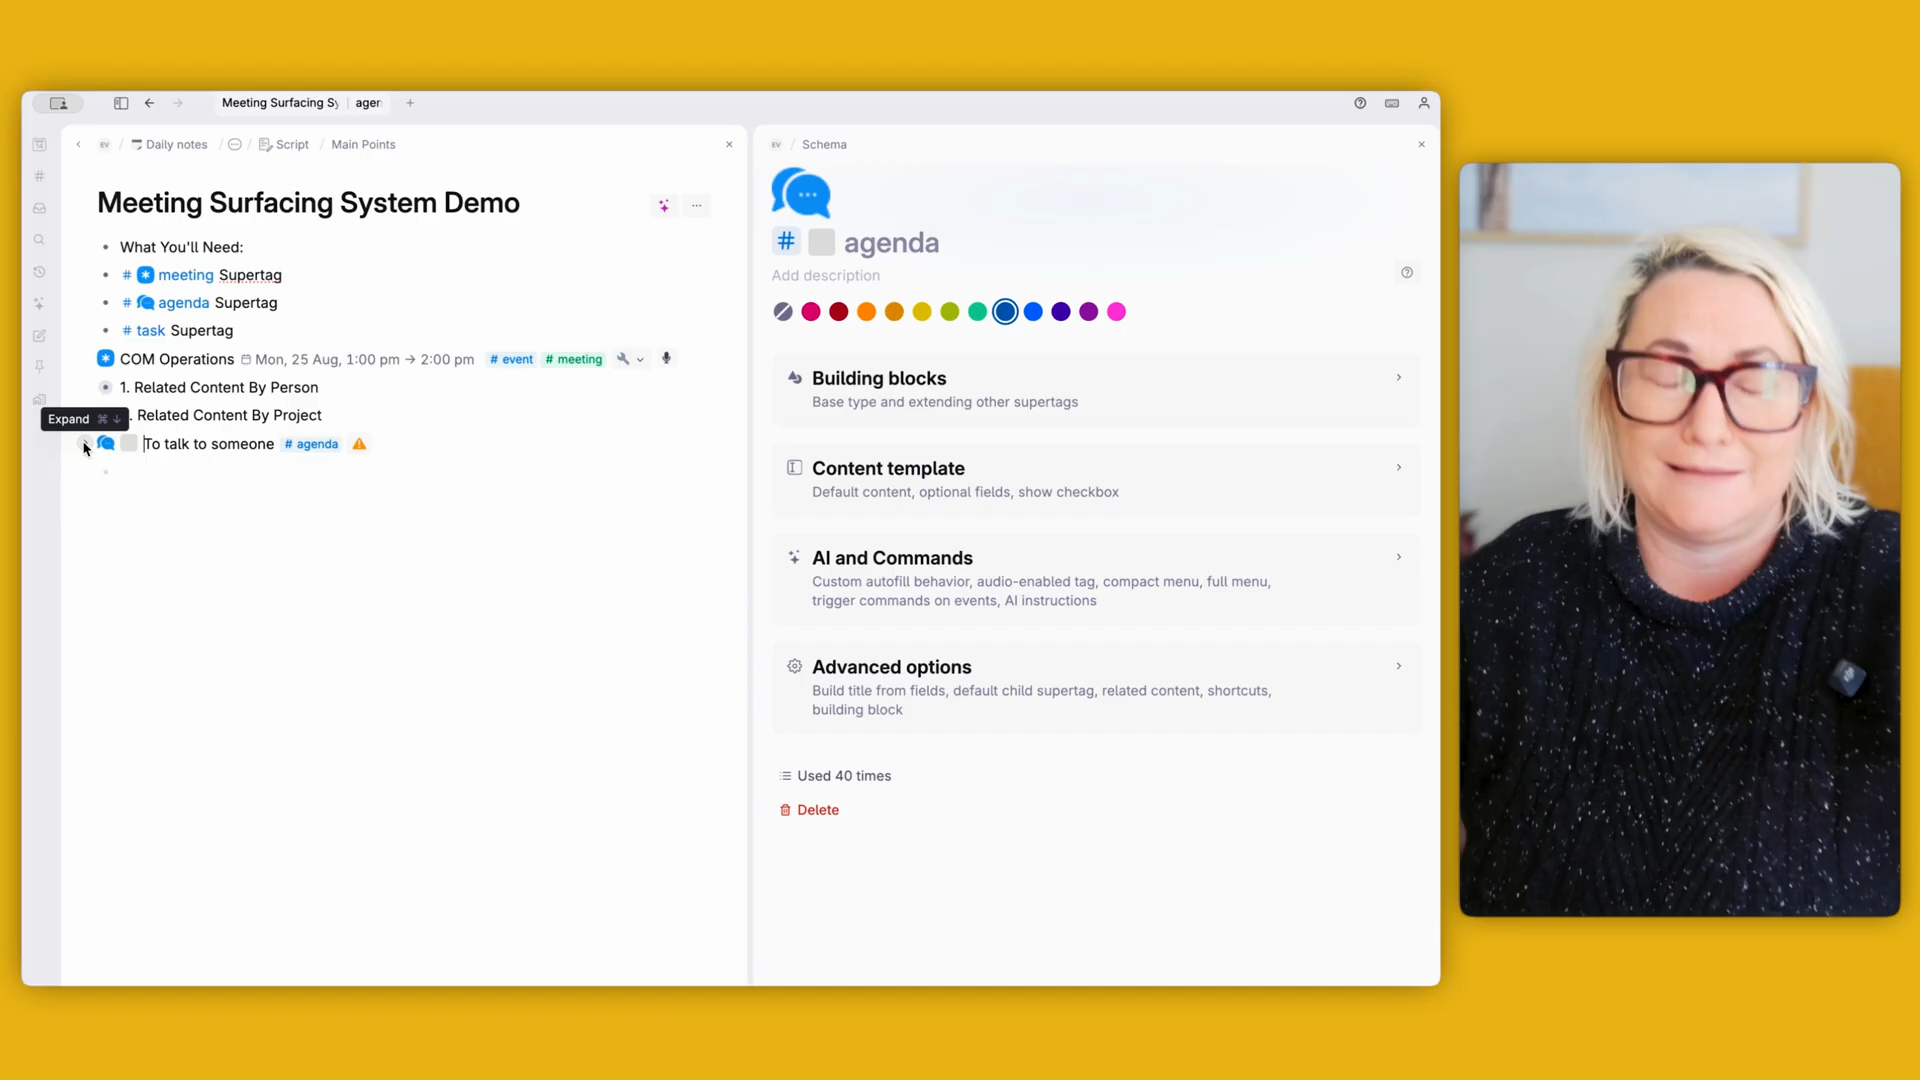 Meeting Surfacing Sy
agen
EV / Daily notes / / Script / Main Points
Meeting Surfacing System Demo
What You'll Need:
# meeting Supertag
# agenda Supertag
# task Supertag
COM Operations Mon, 25 Aug, 1:00 pm → 2:00 pm # event # meeting
1. Related Content By Person
. Related Content By Project
Expand ⌘ ↓
To talk to someone # agenda
EV / Schema
# agenda
Add description
Building blocks
Base type and extending other supertags
Content template
Default content, optional fields, show checkbox
AI and Commands
Custom autofill behavior, audio-enabled tag, compact menu, full menu,
trigger commands on events, AI instructions
Advanced options
Build title from fields, default child supertag, related content, shortcuts,
building block
Used 40 times
Delete